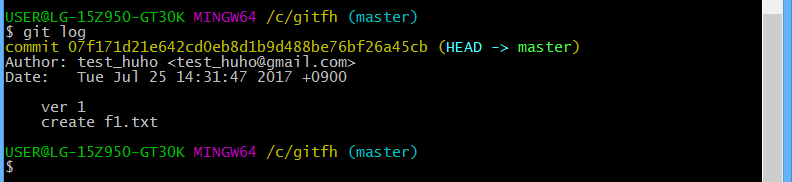 USER@LG-15Z950-GT30K MINGW64 /c/gitfh (master)
$ git log
commit 07f171d21e642cd0eb8d1b9d488be76bf26a45cb (HEAD -> master)
Author: test_huho <test_huho@gmail.com>
Date:   Tue Jul 25 14:31:47 2017 +0900
    ver 1
    create f1.txt
USER@LG-15Z950-GT30K MINGW64 /c/gitfh (master)
$